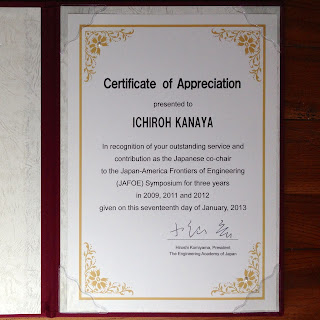 Certificate of Appreciation
presented to
ICHIROH KANAYA
In recognition of your outstanding service and
contribution as the Japanese co-chair
to the Japan-America Frontiers of Engineering
(JAFOE) Symposium for three years
in 2009, 2011 and 2012
given on this seventeenth day of January, 2013
Hiroshi Komiyama, President
The Engineering Academy of Japan